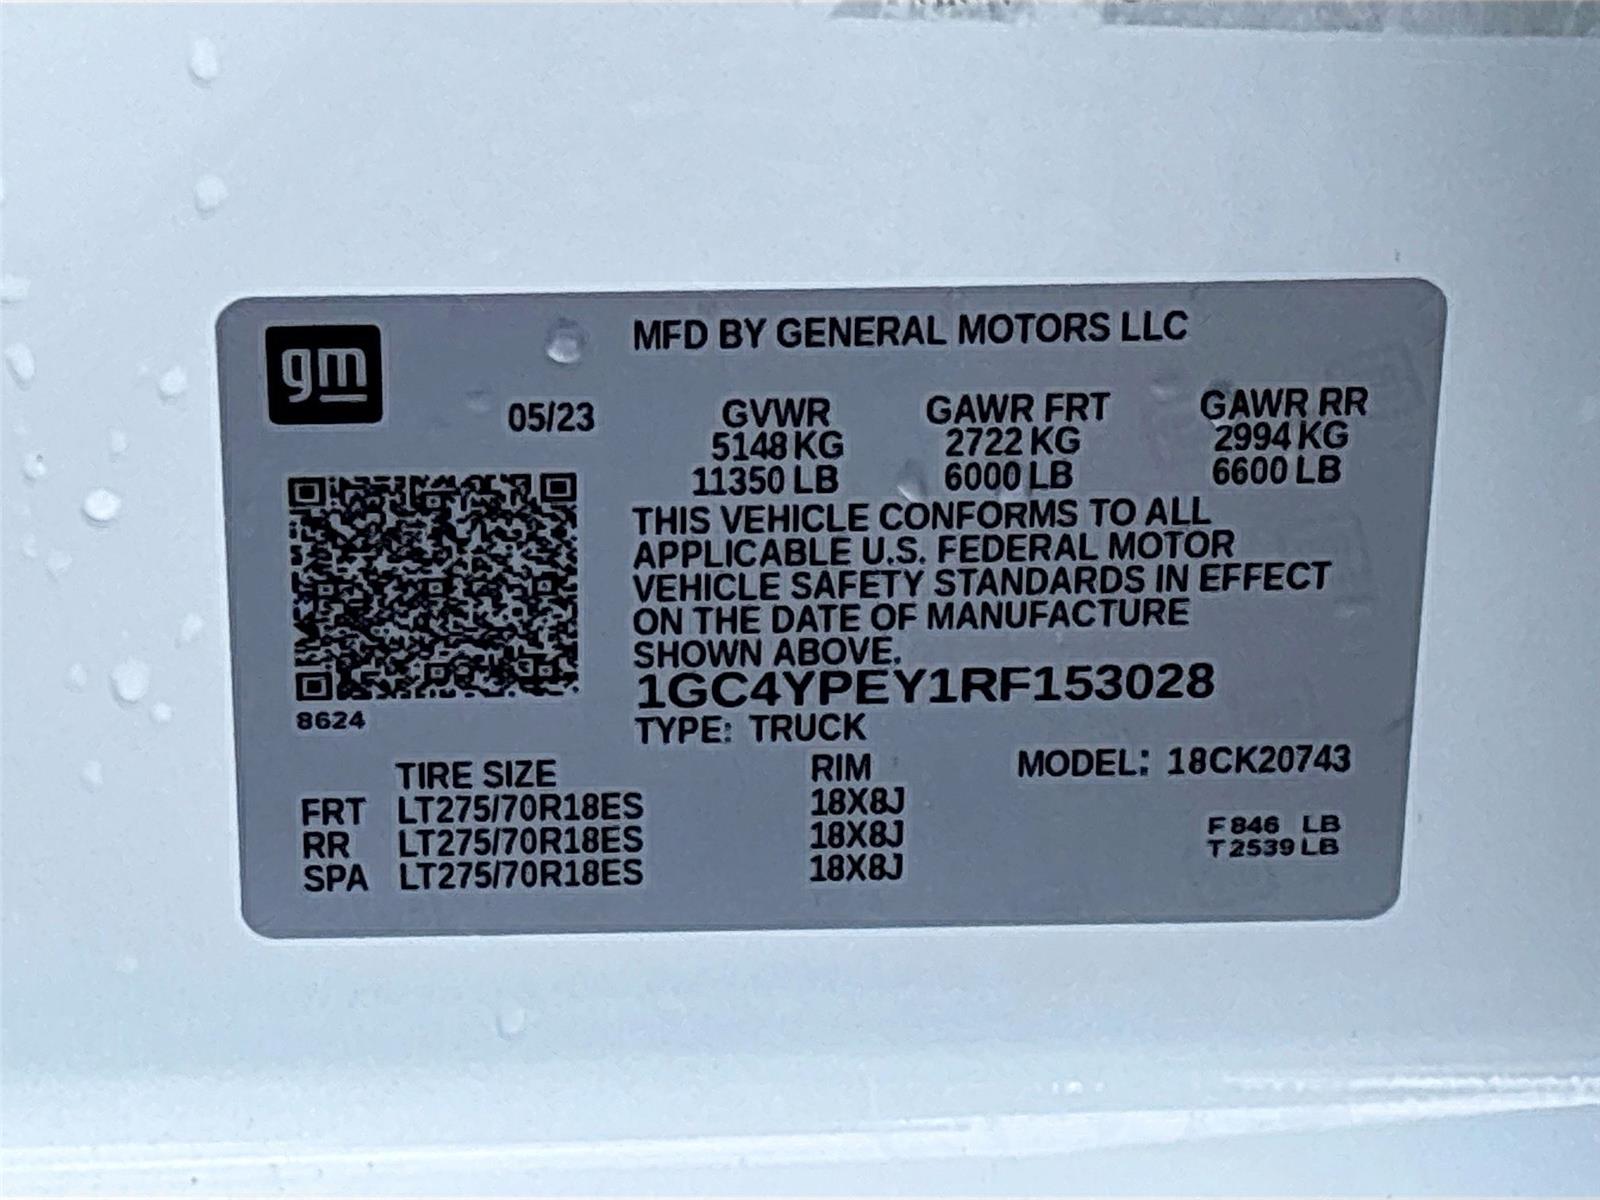 gm
MFD BY GENERAL MOTORS LLC
05/23 GVWR GAWR FRT GAWR RR
5148 KG 2722 KG 2994 KG
11350 LB 6000 LB 6600 LB
THIS VEHICLE CONFORMS TO ALL
APPLICABLE U.S. FEDERAL MOTOR
VEHICLE SAFETY STANDARDS IN EFFECT
ON THE DATE OF MANUFACTURE
SHOWN ABOVE.
1GC4YPEY1RF153028
8624
TYPE: TRUCK
TIRE SIZE RIM MODEL: 18CK20743
FRT LT275/70R18ES 18X8J
RR LT275/70R18ES 18X8J
SPA LT275/70R18ES 18X8J
F 846 LB
T 2539 LB